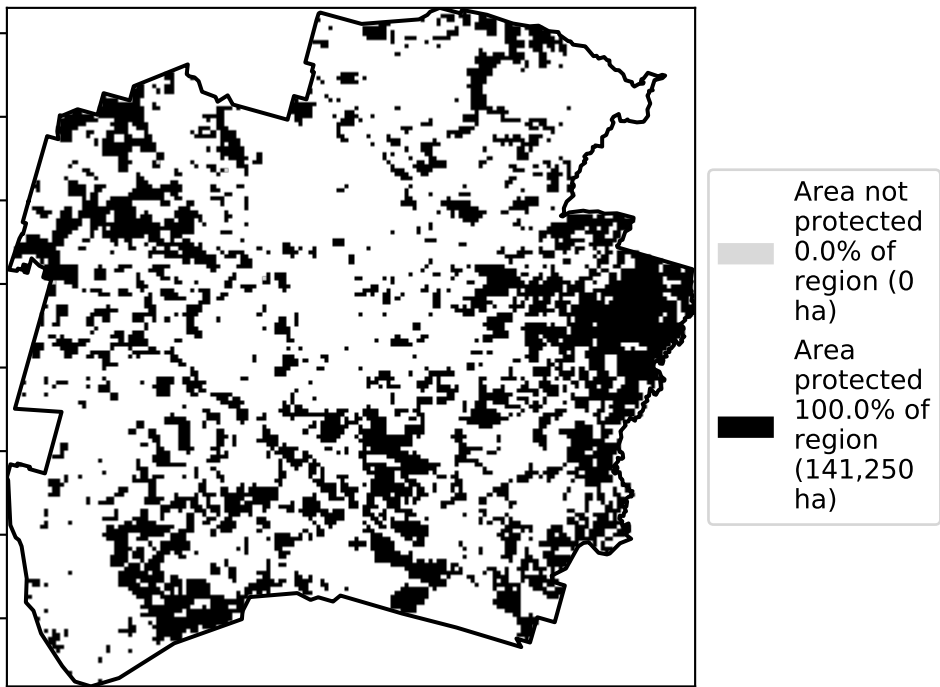 Area not
protected
0.0% of
region (0
ha)
Area
protected
100.0% of
region
(141,250
ha)